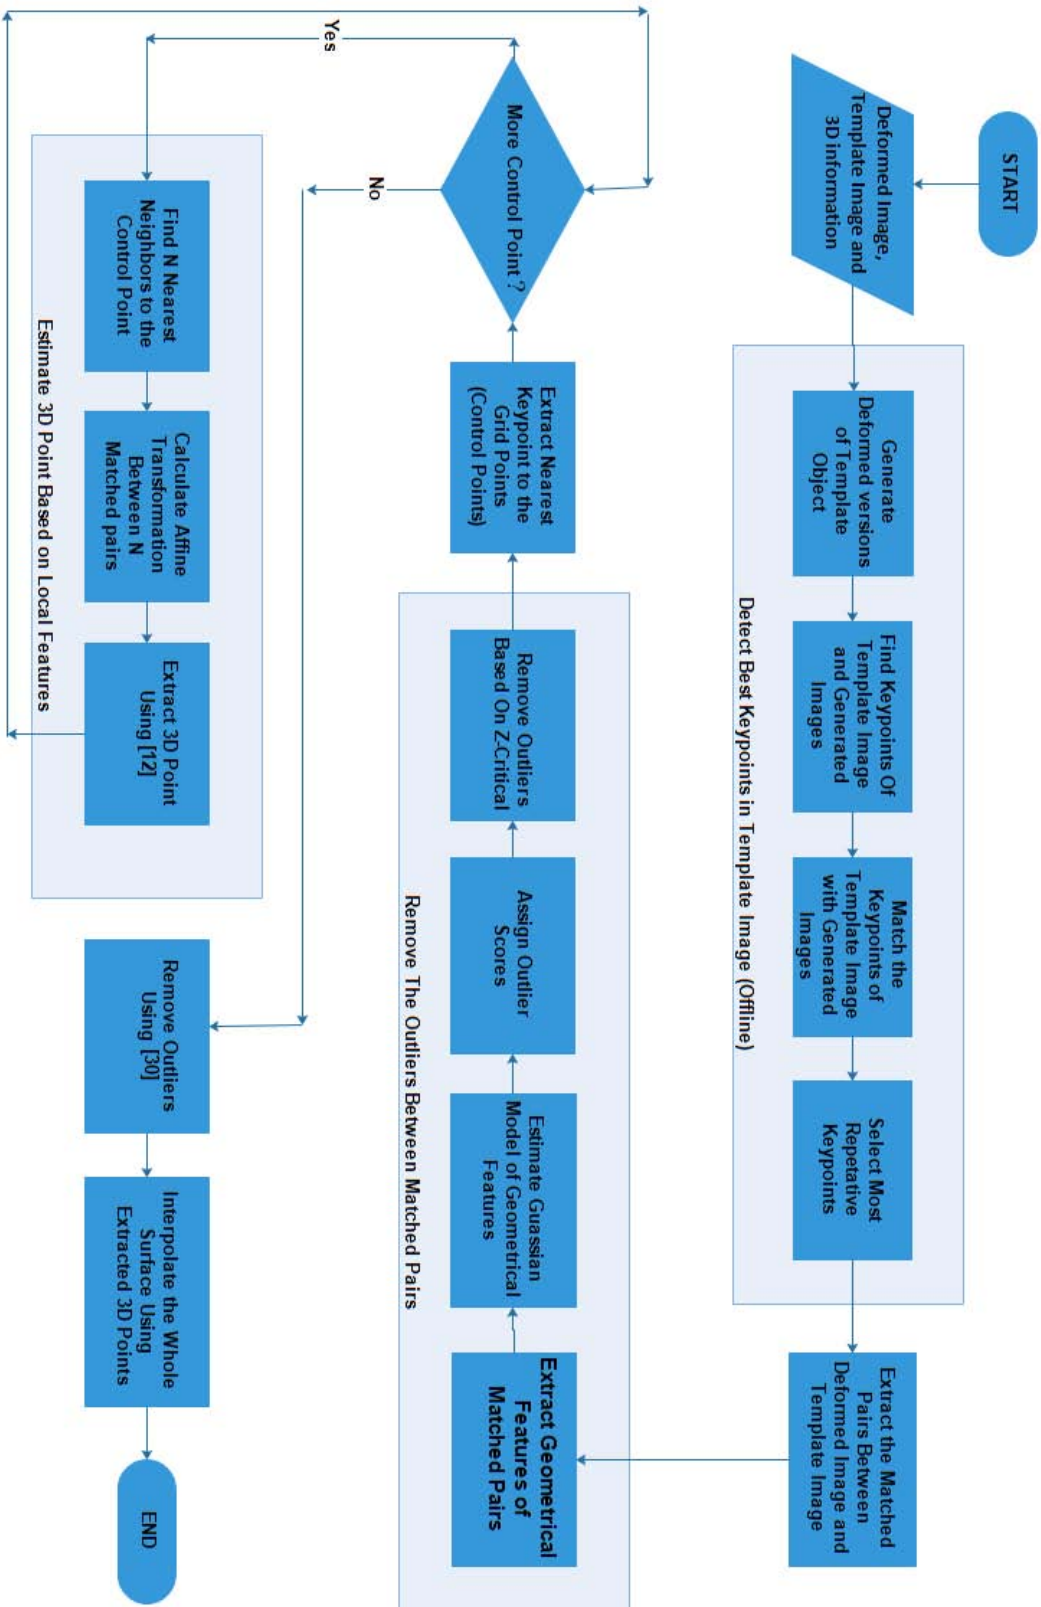 START
Deformed Image,
Template Image and
3D information
Generate
Deformed versions
of Template
Object
Find Keypoints Of
Template Image
and Generated
Images
Match the
Keypoints of
Template Image
with Generated
Images
Select Most
Repetative
Keypoints
Detect Best Keypoints in Template Image (Offline)
Extract the Matched
Pairs Between
Deformed Image and
Template Image
Extract Geometrical
Features of
Matched Pairs
Estimate Guassian
Model of Geometrical
Features
Assign Outlier
Scores
Remove Outliers
Based On Z-Critical
Remove The Outliers Between Matched Pairs
Extract Nearest
Keypoint to the
Grid Points
(Control Points)
More Control Point?
Yes
No
Find N Nearest
Neighbors to the
Control Point
Calculate Affine
Transformation
Between N
Matched pairs
Extract 3D Point
Using [12]
Estimate 3D Point Based on Local Features
Remove Outliers
Using [30]
Interpolate the Whole
Surface Using
Extracted 3D Points
END